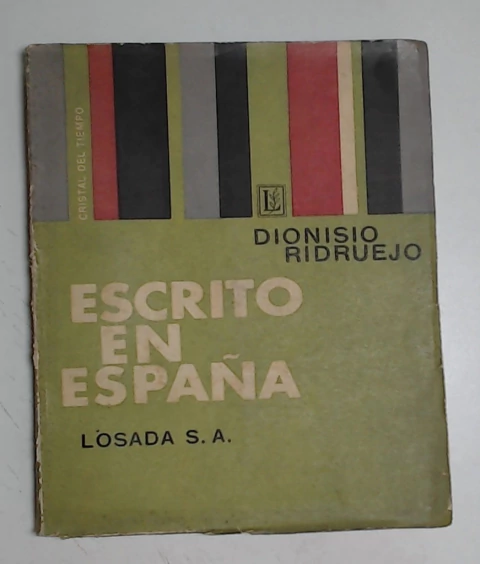 CRISTAL DEL TIEMPO
L
DIONISIO
RIDRUEJO
ESCRITO
EN
ESPAÑA
LOSADA S.A.